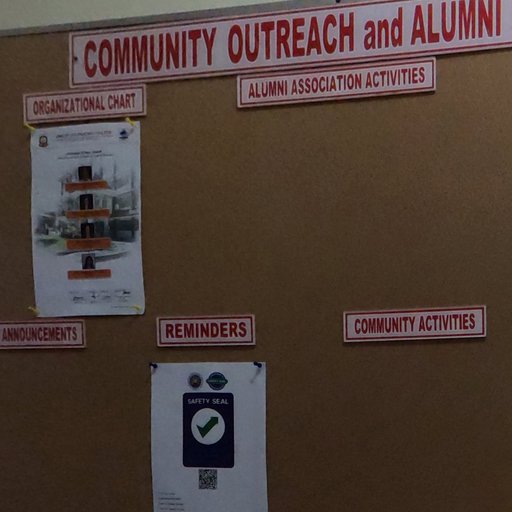 COMMUNITY OUTREACH and ALUMNI
ALUMNI ASSOCIATION ACTIVITIES
ORGANIZATIONAL CHART
ANNOUNCEMENTS
REMINDERS
COMMUNITY ACTIVITIES
SAFETY SEAL